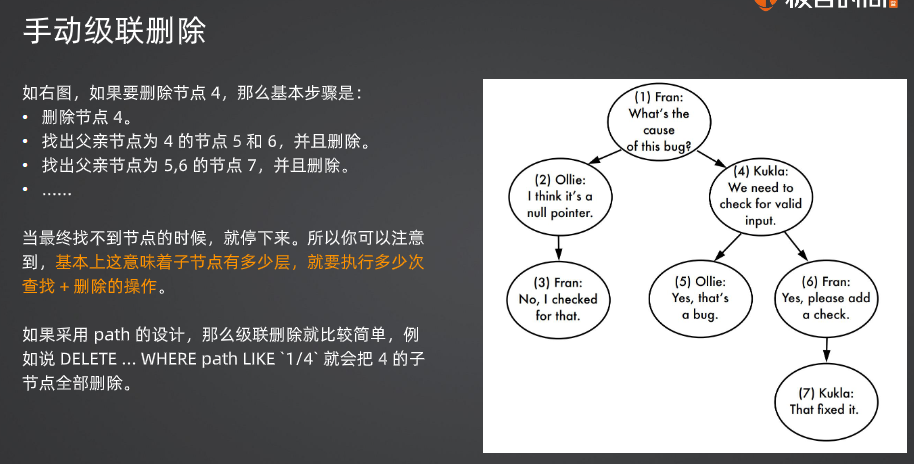 手动级联删除
如右图，如果要删除节点 4，那么基本步骤是：
• 删除节点 4。
• 找出父亲节点为 4 的节点 5 和 6，并且删除。
• 找出父亲节点为 5,6 的节点 7，并且删除。
• ……
当最终找不到节点的时候，就停下来。所以你可以注意
到，基本上这意味着子节点有多少层，就要执行多少次
查找 + 删除的操作。
如果采用 path 的设计，那么级联删除就比较简单，例
如说 DELETE ... WHERE path LIKE `1/4` 就会把 4 的子
节点全部删除。
(1) Fran:
What's the
cause
of this bug?
(2) Ollie:
I think it's a
null pointer.
(4) Kukla:
We need to
check for valid
input.
(3) Fran:
No, I checked
for that.
(5) Ollie:
Yes, that's
a bug.
(6) Fran:
Yes, please add
a check.
(7) Kukla:
That fixed it.